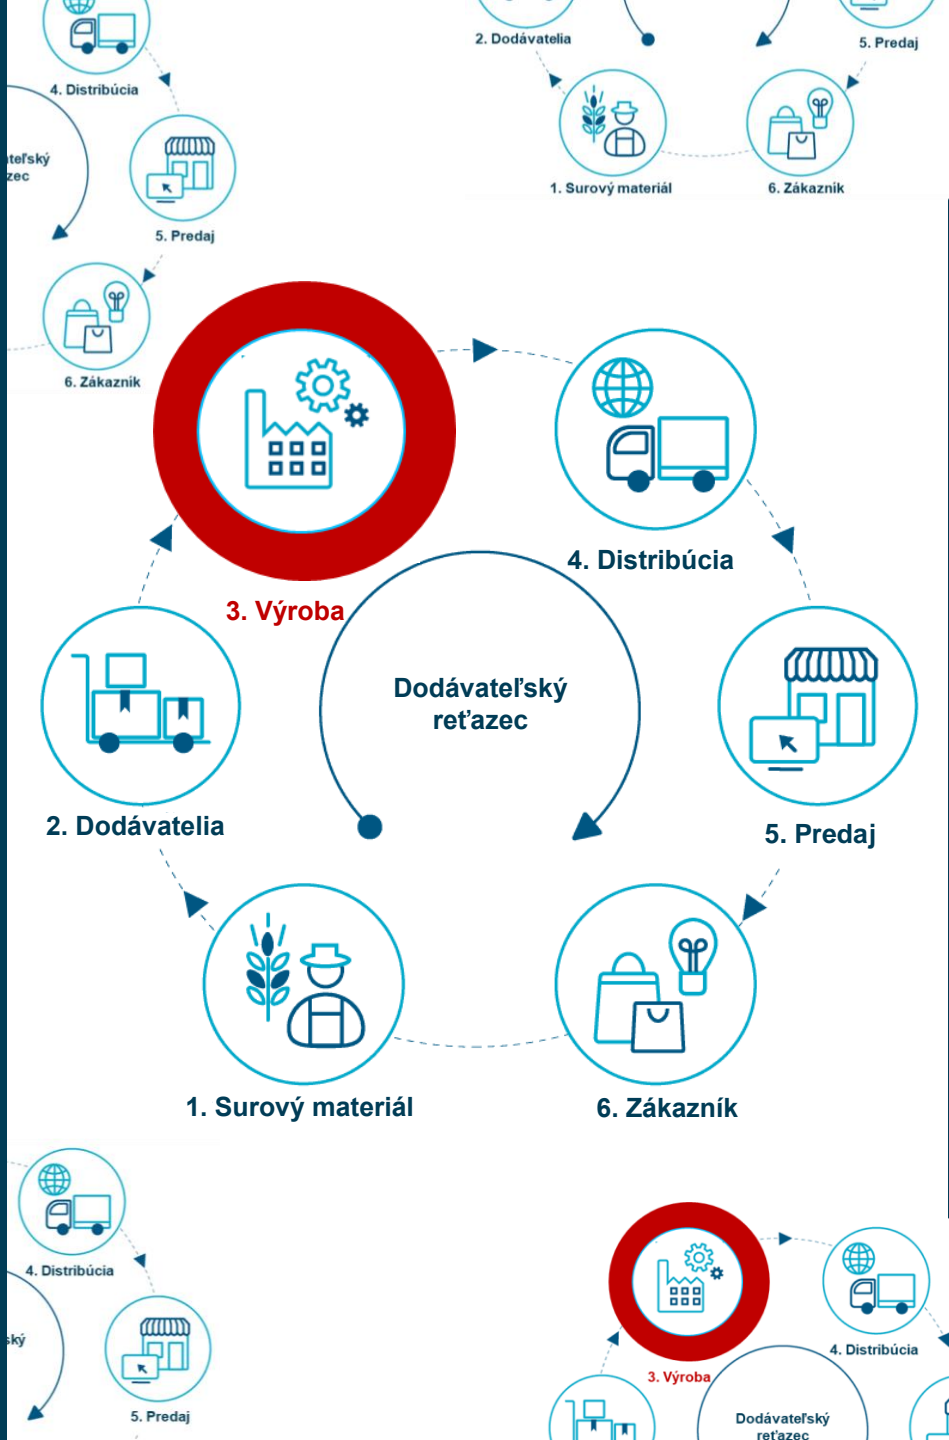 2. Dodávatelia
5. Predaj
4. Distribúcia
1. Surový materiál
6. Zákazník
5. Predaj
6. Zákazník
4. Distribúcia
3. Výroba
Dodávateľský
reťazec
2. Dodávatelia
5. Predaj
1. Surový materiál
6. Zákazník
4. Distribúcia
5. Predaj
4. Distribúcia
3. Výroba
Dodávateľský
reťazec